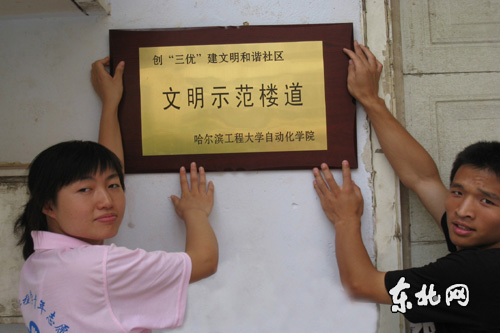 创“三优”建文明和谐社区
文明示范楼道
哈尔滨工程大学自动化学院
东北网